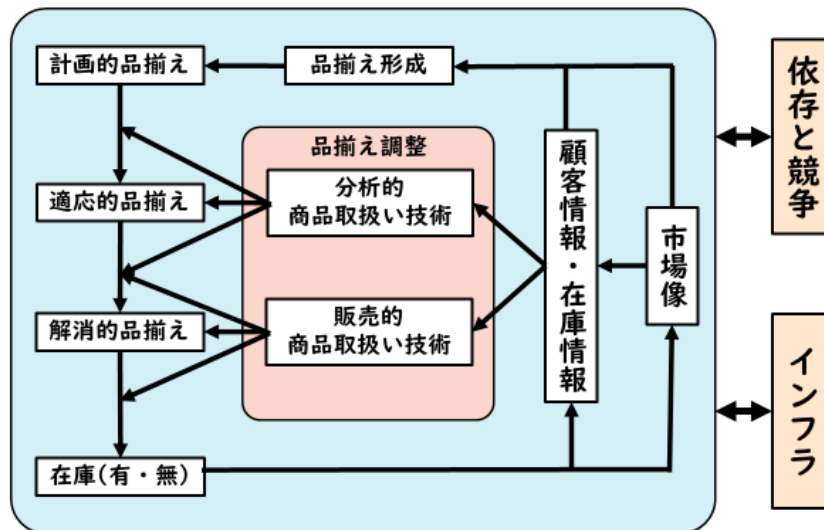 計画的品揃え
品揃え形成
品揃え調整
分析的
商品取扱い技術
適応的品揃え
販売的
商品取扱い技術
解消的品揃え
在庫(有・無)
顧客情報・在庫情報
市場像
依存と競争
インフラ